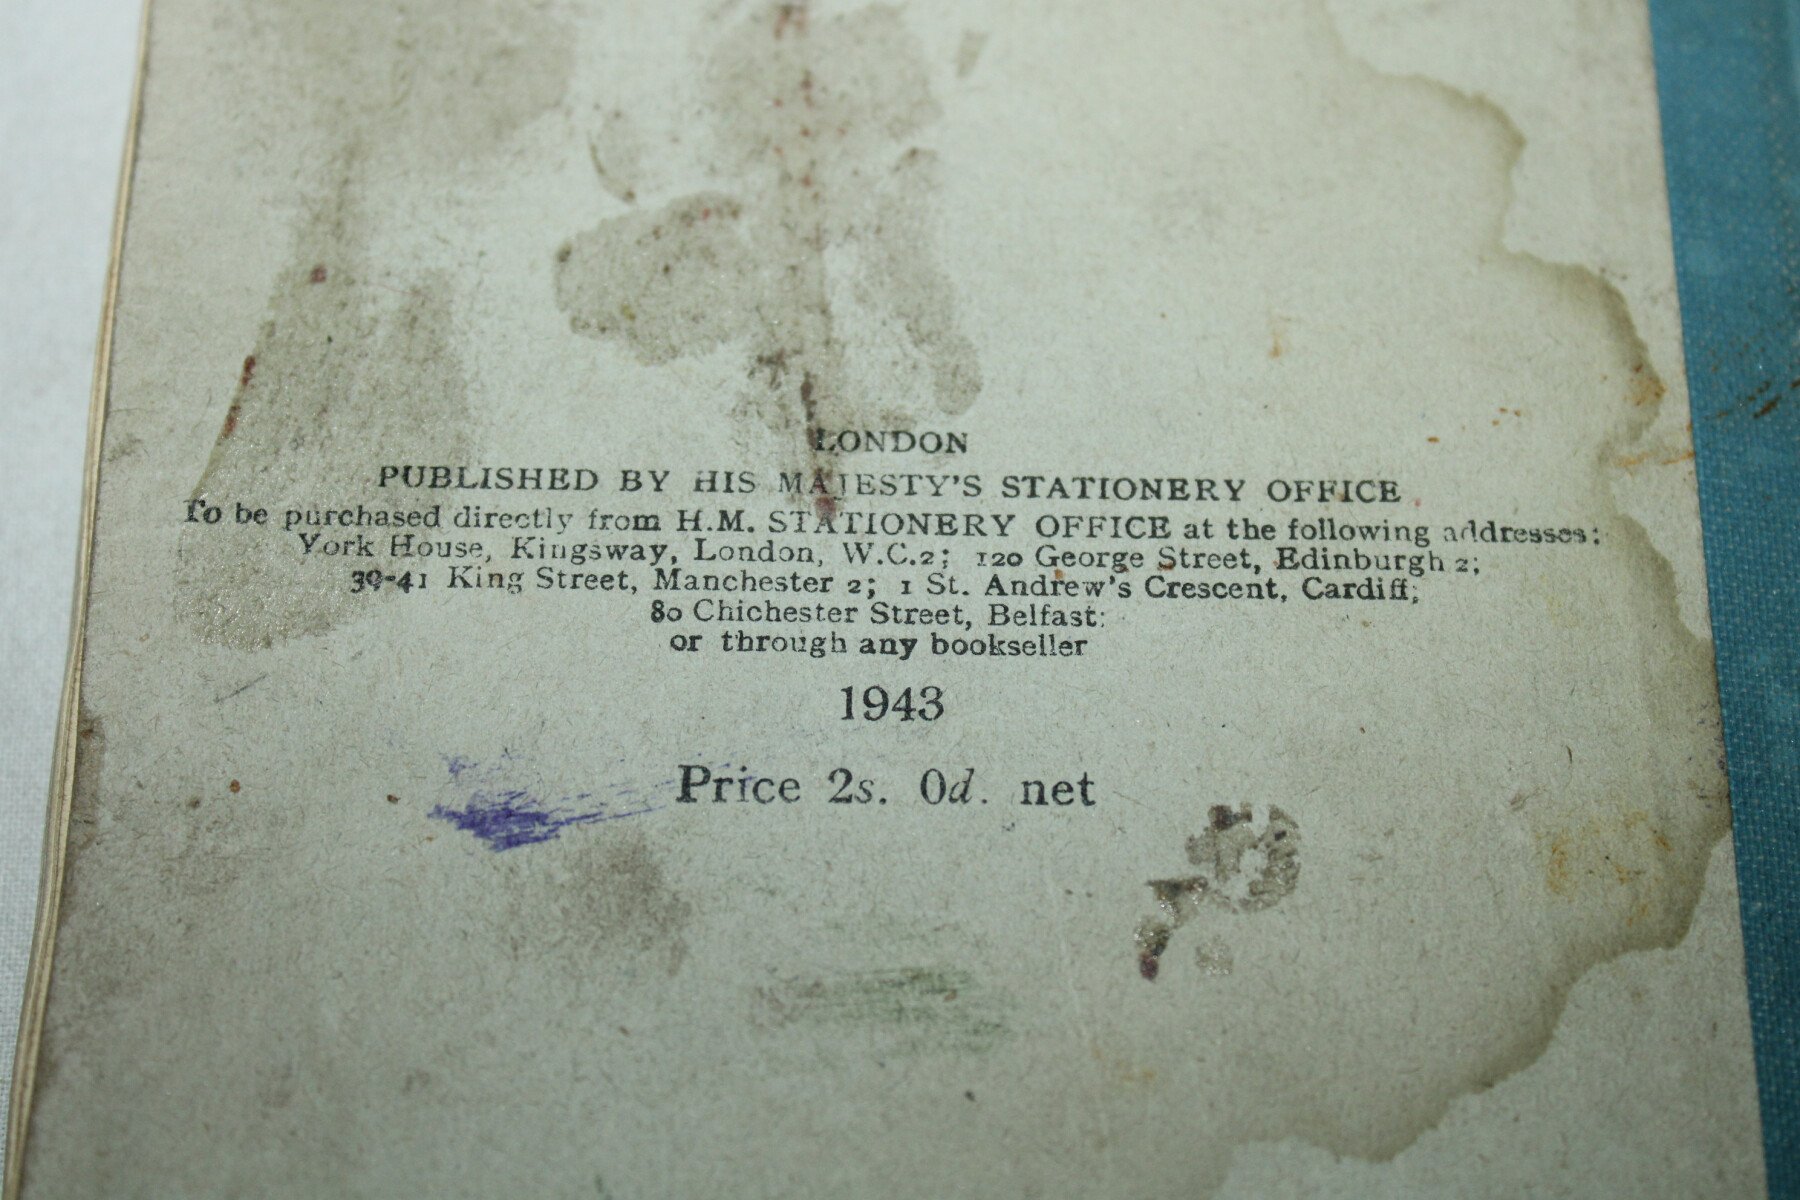 LONDON
PUBLISHED BY HIS MAJESTY'S STATIONERY OFFICE
To be purchased directly from H.M. STATIONERY OFFICE at the following addresses:
York House, Kingsway, London, W.C.2; 120 George Street, Edinburgh 2;
39-41 King Street, Manchester 2; 1 St. Andrew's Crescent, Cardiff;
80 Chichester Street, Belfast:
or through any bookseller
1943
Price 2s. 0d. net